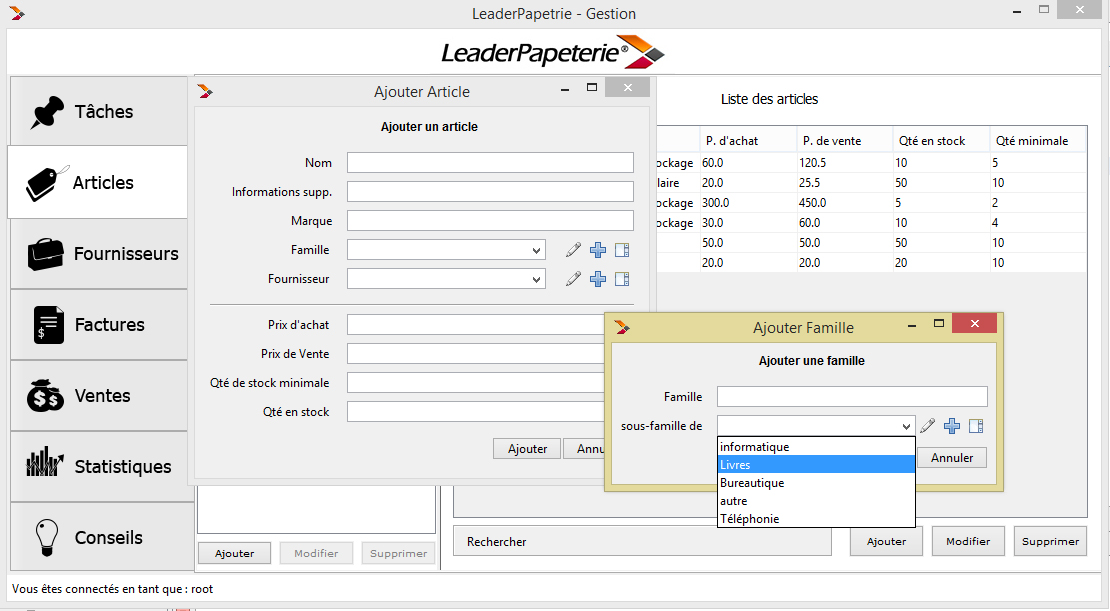 LeaderPapetrie - Gestion
LeaderPapeterie®
Tâches
Articles
Fournisseurs
Factures
Ventes
Statistiques
Conseils
Ajouter Article
Ajouter un article
Nom
Informations supp.
Marque
Famille
Fournisseur
Prix d'achat
Prix de Vente
Qté de stock minimale
Qté en stock
Ajouter
Liste des articles
P. d'achat P. de vente Qté en stock Qté minimale
ockage 60.0 120.5 10 5
laire 20.0 25.5 50 10
ockage 300.0 450.0 5 2
ockage 30.0 60.0 10 4
50.0 50.0 50 10
20.0 20.0 20 10
Ajouter Famille
Ajouter une famille
Famille
sous-famille de
informatique
Livres
Bureautique
autre
Téléphonie
Annuler
Ajouter Modifier Supprimer
Rechercher
Ajouter Modifier Supprimer
Vous êtes connectés en tant que : root